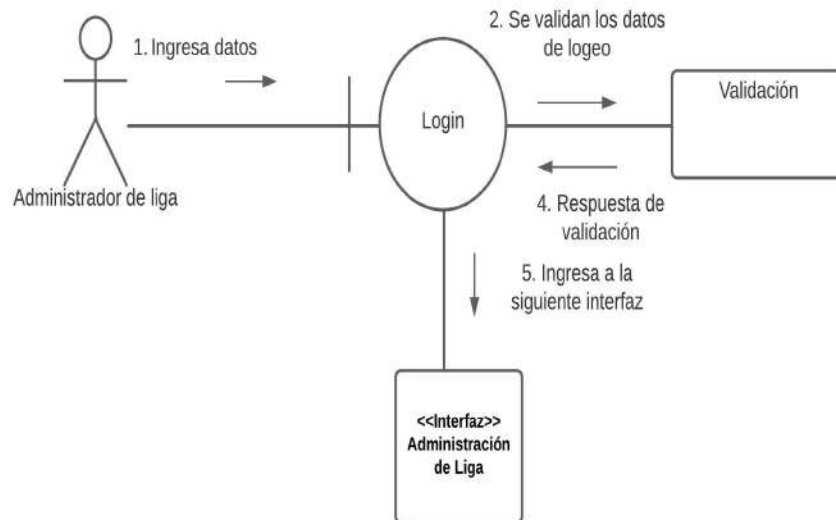 1. Ingresa datos
2. Se validan los datos
de logeo
Login
Validación
Administrador de liga
4. Respuesta de
validación
5. Ingresa a la
siguiente interfaz
<<Interfaz>>
Administración
de Liga